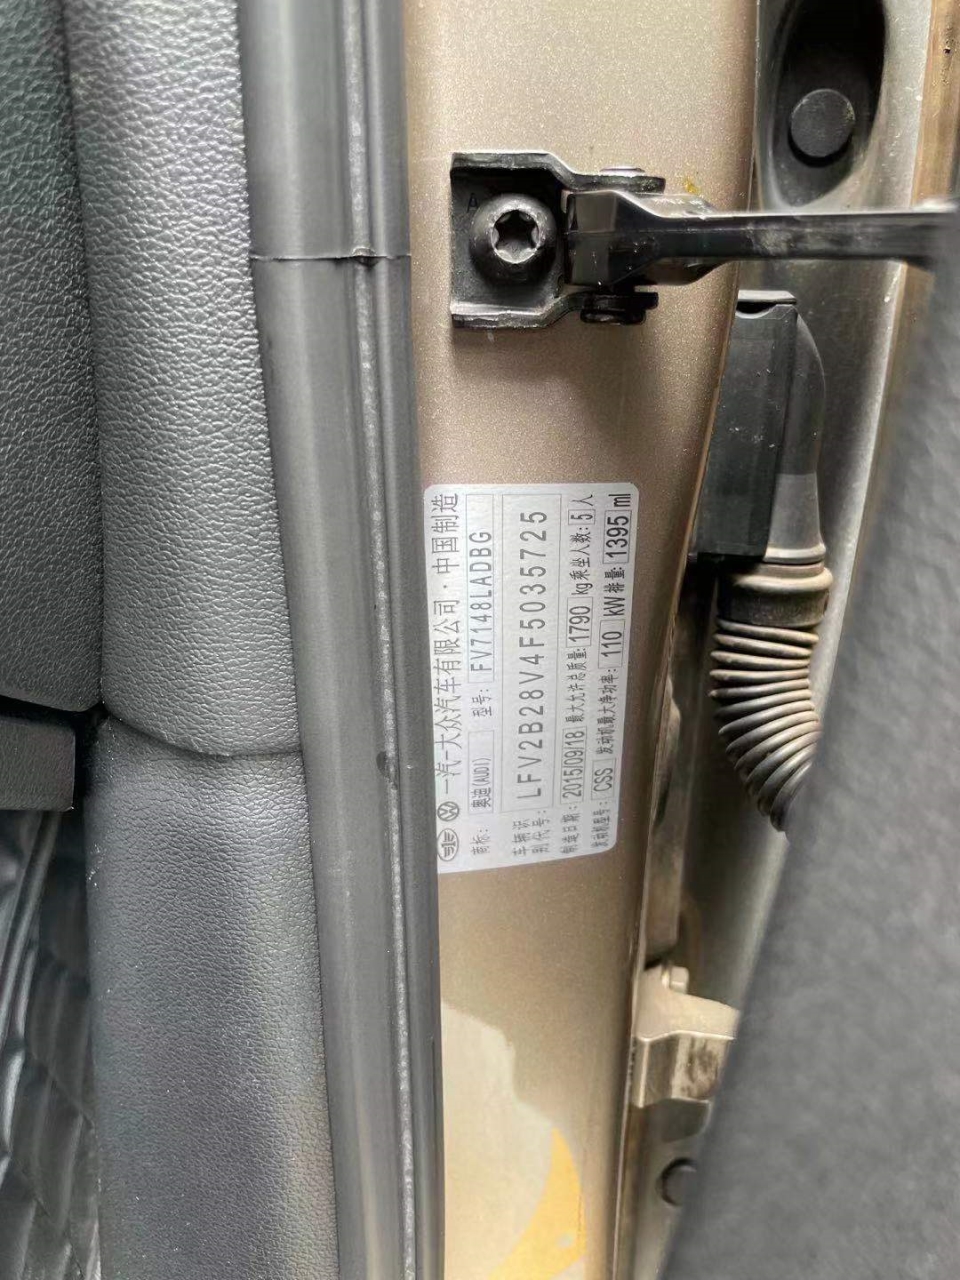 一汽-大众汽车有限公司·中国制造
商标: 奥迪(AUDI) 型号: FV7148LADBG
车辆识
别代号: LFV2B28V4F5035725
制造日期: 2015/09/18 最大允许总质量: 1790 kg 乘坐人数: 5 人
发动机型号: CSS 发动机最大净功率: 110 kW 排量: 1395 ml